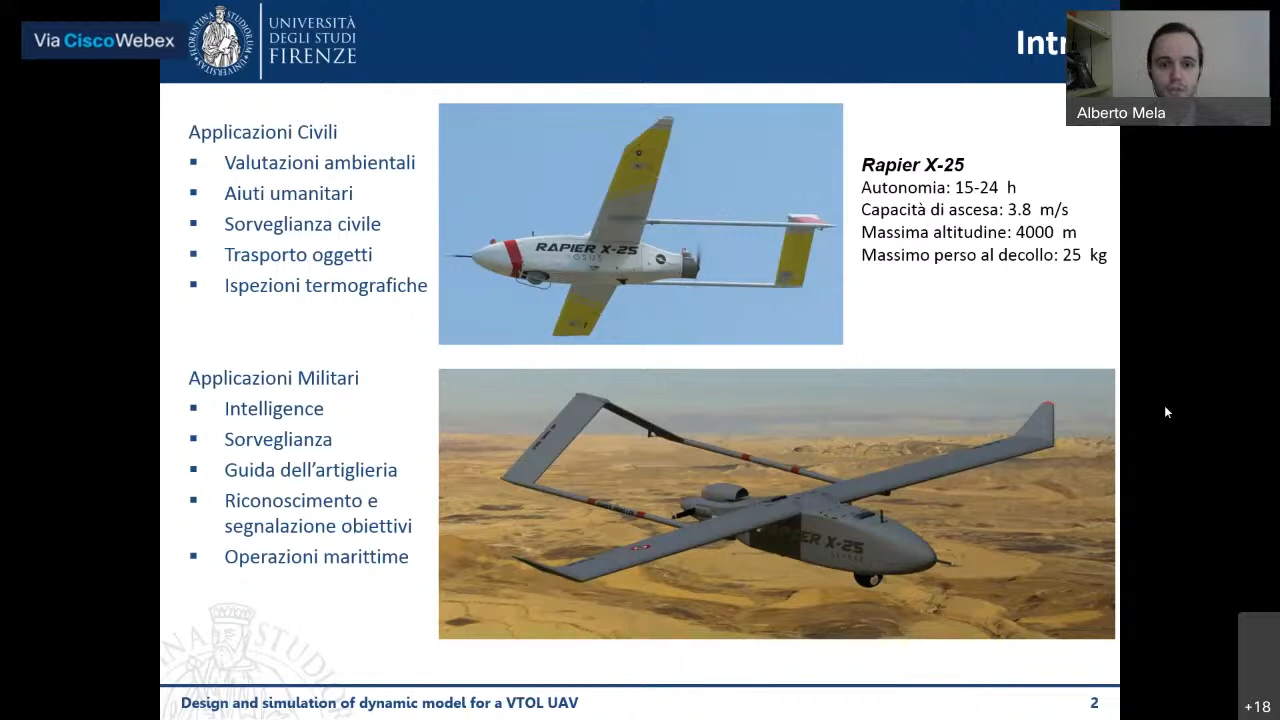 Via CiscoWebex
UNIVERSITÀ
DEGLI STUDI
FIRENZE
Intr
Alberto Mela
Applicazioni Civili
▪ Valutazioni ambientali
▪ Aiuti umanitari
▪ Sorveglianza civile
▪ Trasporto oggetti
▪ Ispezioni termografiche
RAPIER X-25
Rapier X-25
Autonomia: 15-24 h
Capacità di ascesa: 3.8 m/s
Massima altitudine: 4000 m
Massimo perso al decollo: 25 kg
Applicazioni Militari
▪ Intelligence
▪ Sorveglianza
▪ Guida dell'artiglieria
▪ Riconoscimento e
segnalazione obiettivi
▪ Operazioni marittime
RAPIER X-25
Design and simulation of dynamic model for a VTOL UAV
2
+18